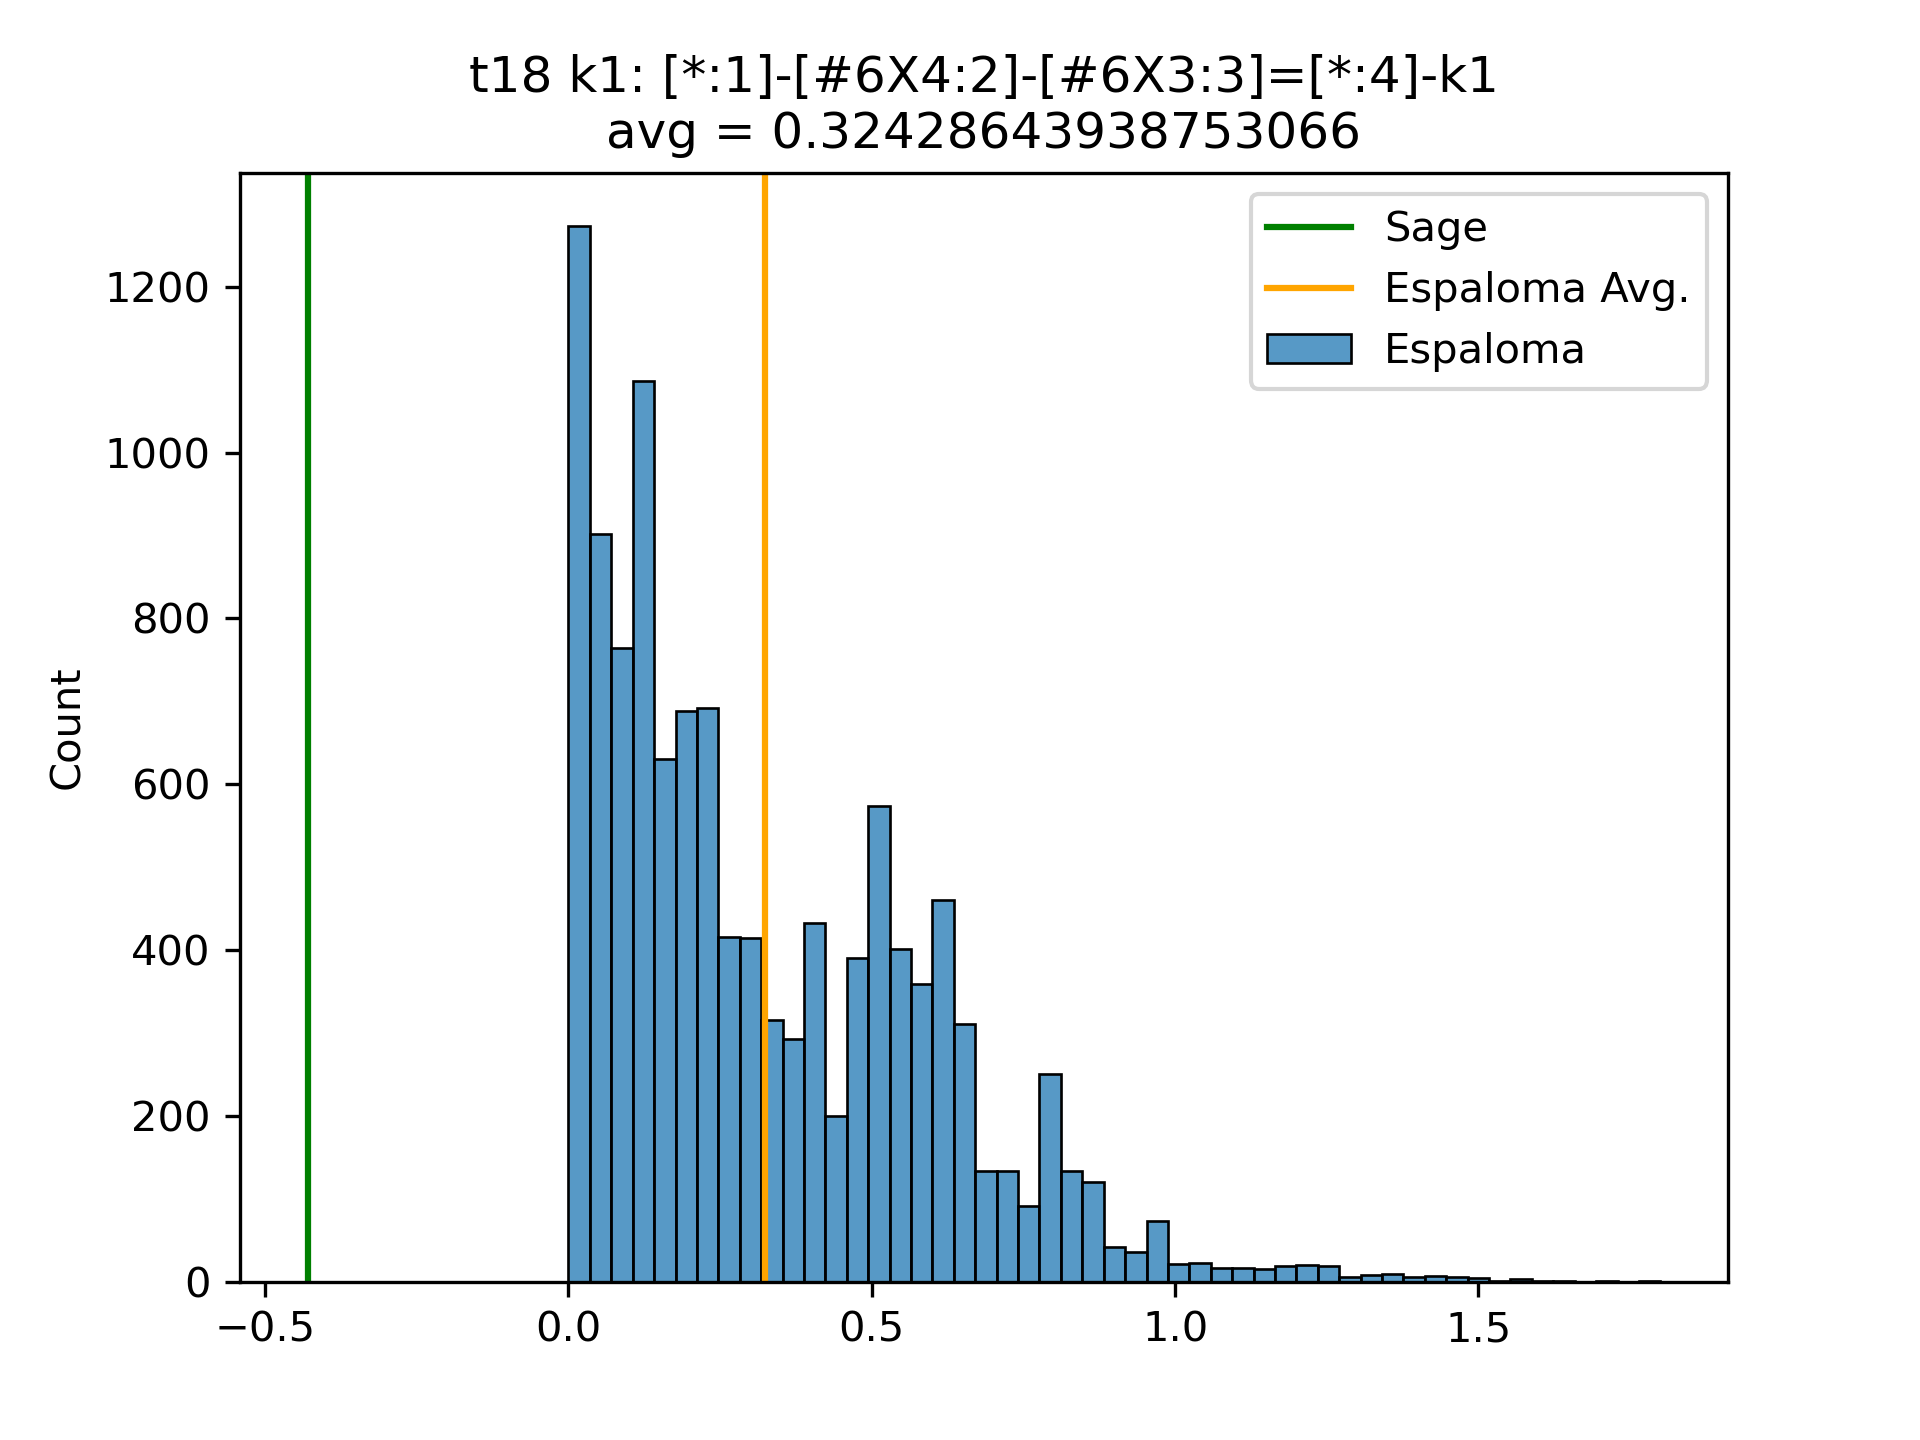 t18 k1: [*:1]-[#6X4:2]-[#6X3:3]=[*:4]-k1
avg = 0.32428643938753066
Sage
Espaloma Avg.
Espaloma
Count
1200
1000
800
600
400
200
0
−0.5
0.0
0.5
1.0
1.5